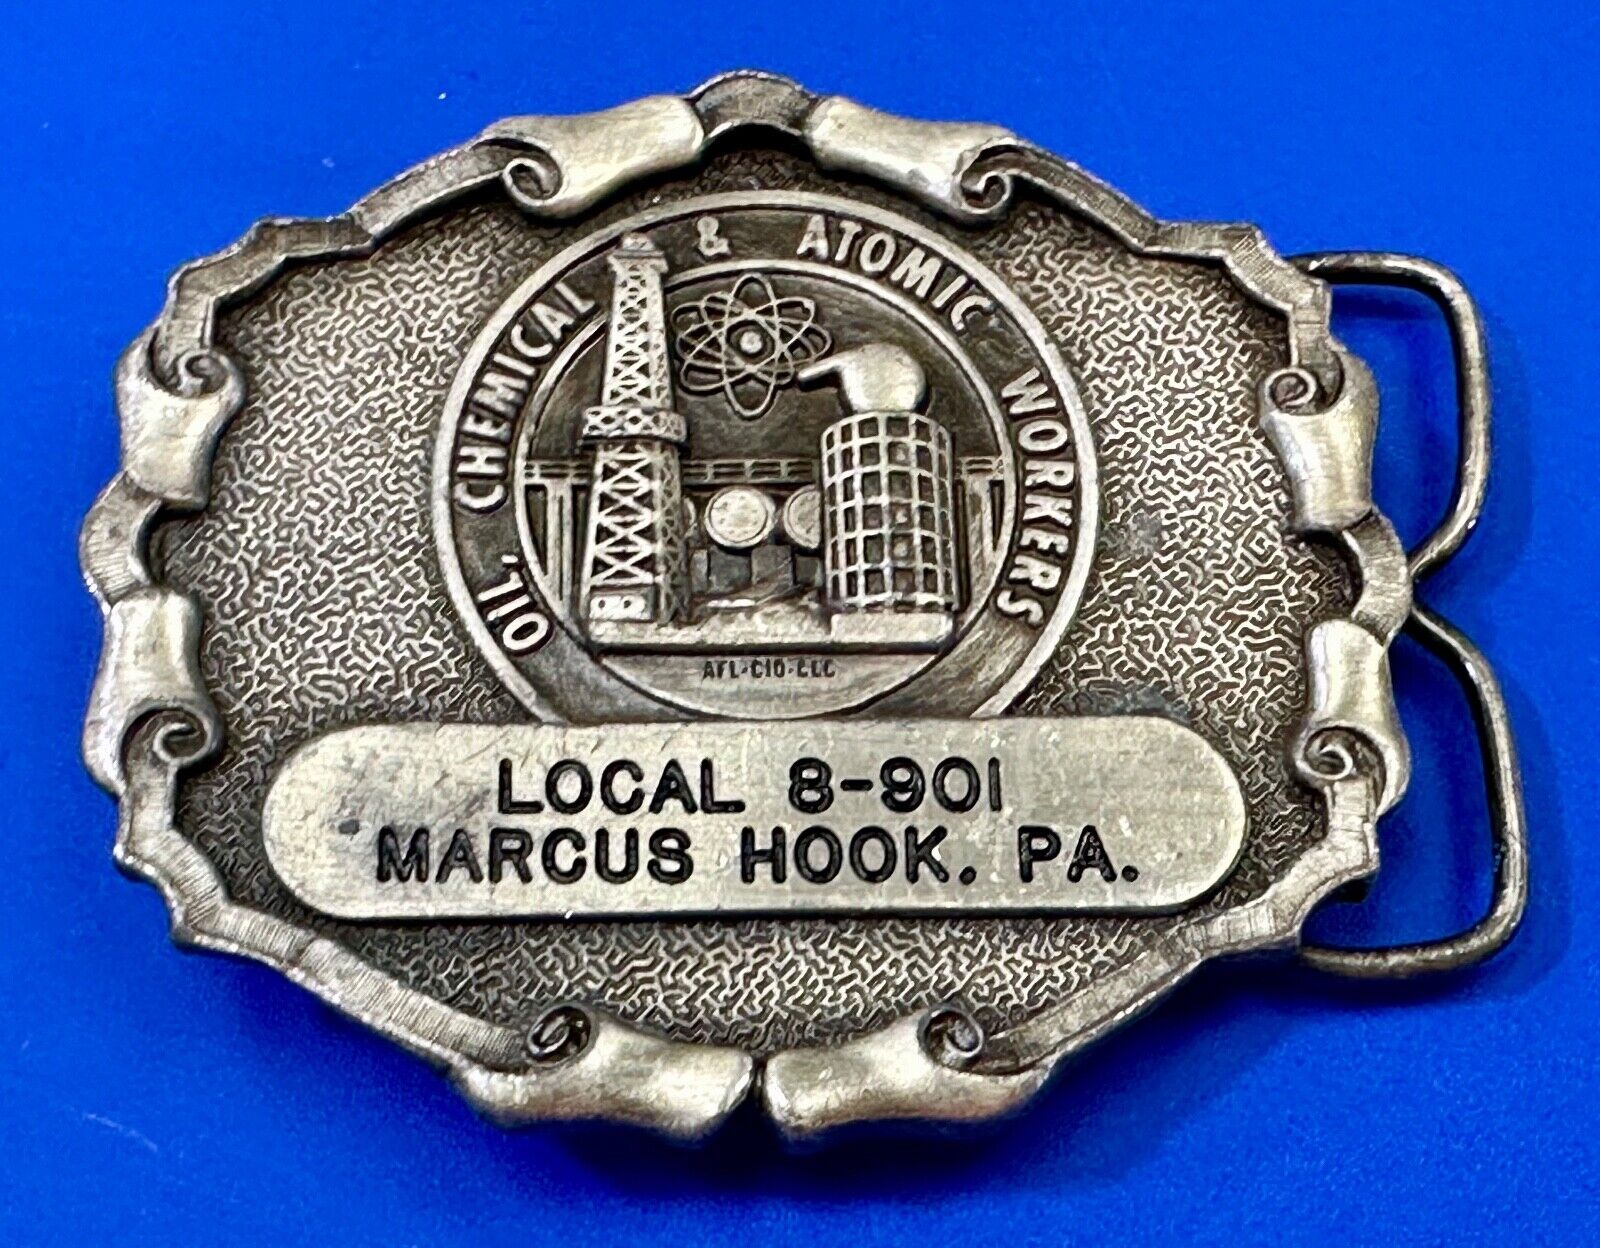 OIL, CHEMICAL & ATOMIC WORKERS
AFL-CIO-CLC
LOCAL 8-901
MARCUS HOOK, PA.